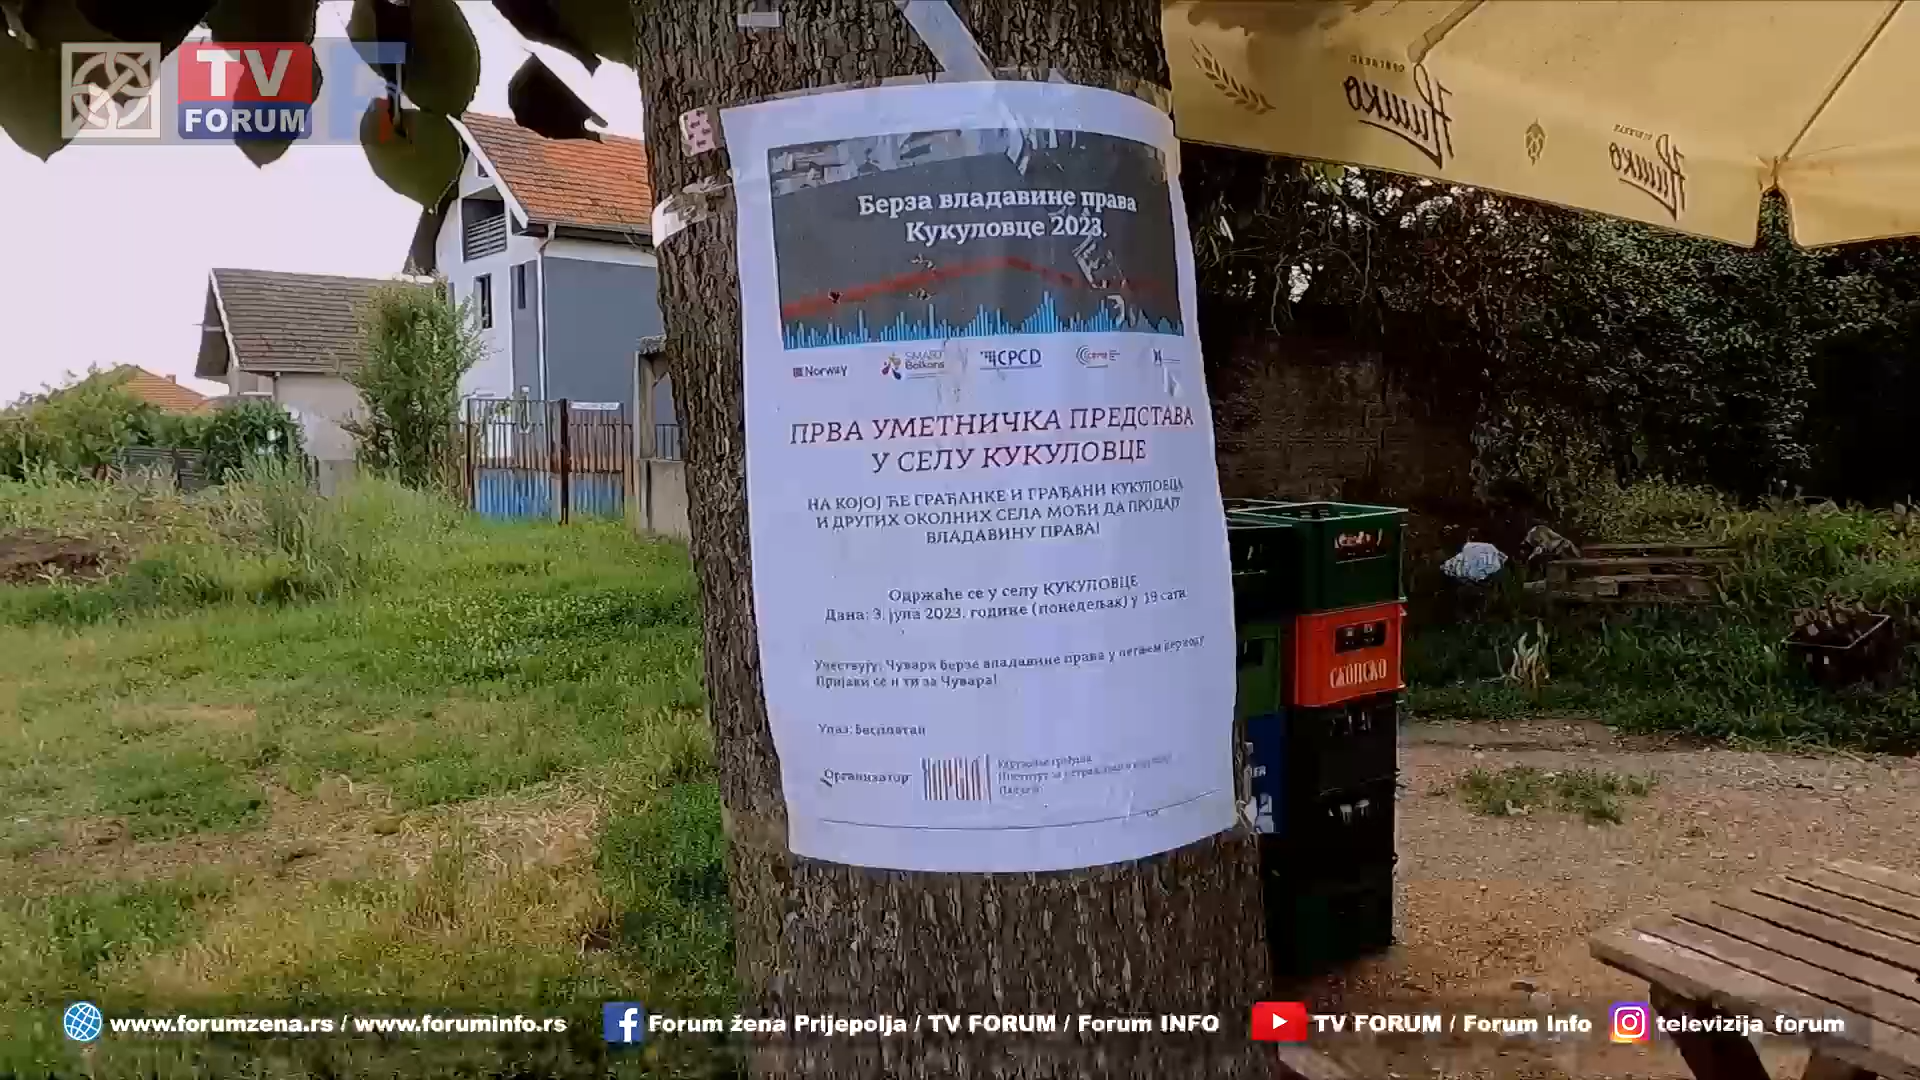 TV
FORUM
Нишко
Нишко
Берза владавине права
Кукуловце 2023.
Norway
SMART
Balkans
CPCD
ПРВА УМЕТНИЧКА ПРЕДСТАВА
У СЕЛУ КУКУЛОВЦЕ
НА КОЈОЈ ЋЕ ГРАЂАНКЕ И ГРАЂАНИ КУКУЛОВЦА
И ДРУГИХ ОКОЛНИХ СЕЛА МОЋИ ДА ПРОДАЈУ
ВЛАДАВИНУ ПРАВА!
Одржаће се у селу КУКУЛОВЦЕ
Дана: 3. јула 2023. године (понедељак) у 19 сати
Учествују: Чувари берзе владавине права у
Пријави се и ти за Чувара!
Улаз: Бесплатан
Организатор
Удружење грађана
Институт за
СКОПСКО
www.forumzena.rs / www.foruminfo.rs
Forum žena Prijepolja / TV FORUM / Forum INFO
TV FORUM / Forum Info
televizija_forum